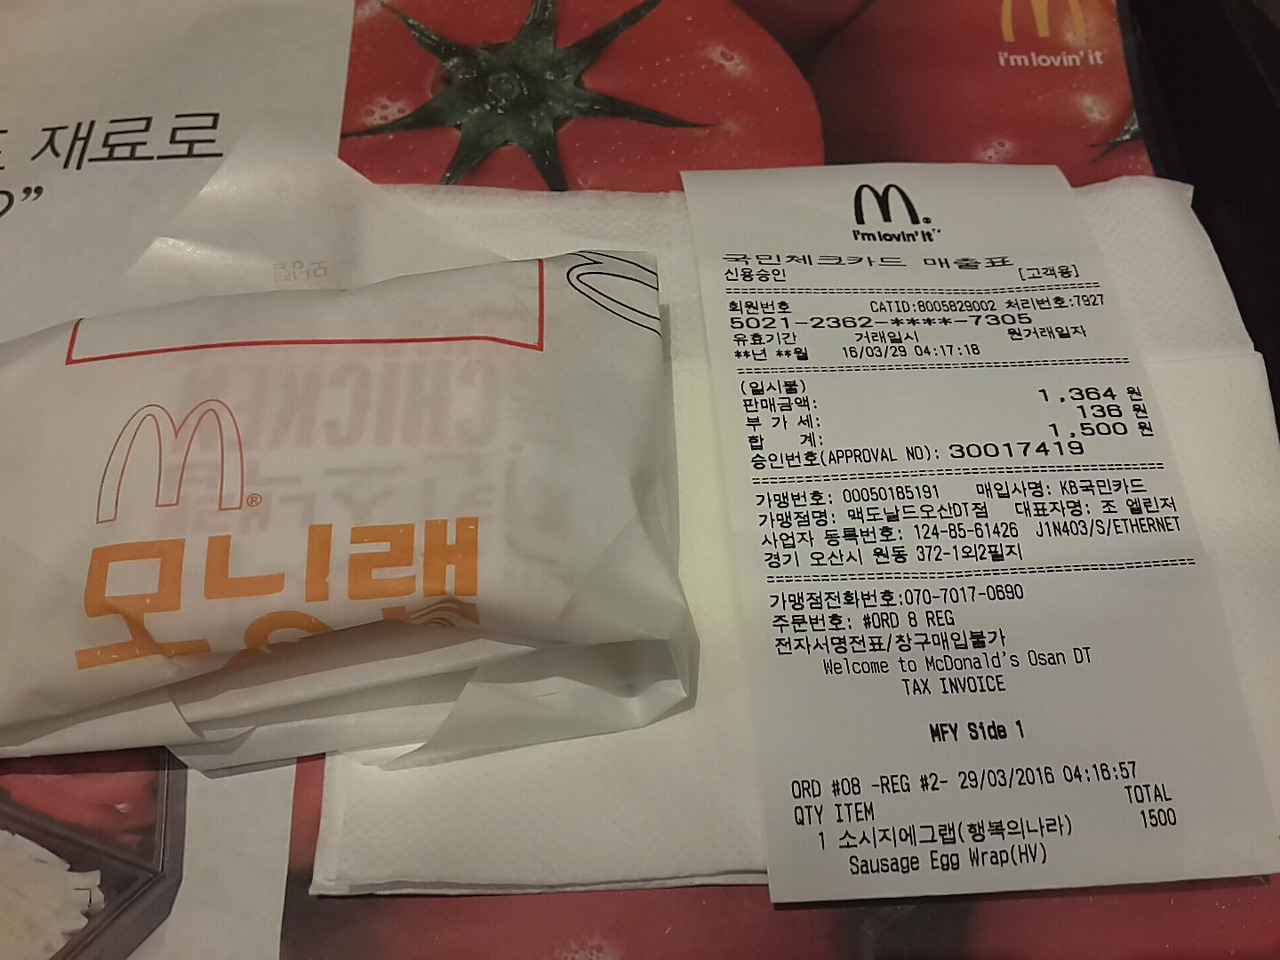 재료로
”
i'm lovin' it
모닝랩
®
CHICKEN
M®
i'm lovin' it™
국민체크카드 매출표
신용승인 [고객용]
회원번호 CATID:8005829002 처리번호:7927
5021-2362-****-7305
유효기간 거래일시 원거래일자
**년 **월 16/03/29 04:17:18
(일시불)
판매금액: 1,364 원
부 가 세: 136 원
합 계: 1,500 원
승인번호(APPROVAL NO): 30017419
가맹번호: 00050185191 매입사명: KB국민카드
가맹점명: 맥도날드오산DT점 대표자명: 조 엘린저
사업자 등록번호: 124-85-61426 J1N403/S/ETHERNET
경기 오산시 원동 372-1외2필지
가맹점전화번호:070-7017-0690
주문번호: #ORD 8 REG
전자서명전표/창구매입불가
Welcome to McDonald's Osan DT
TAX INVOICE
MFY Side 1
ORD #08 -REG #2- 29/03/2016 04:16:57
QTY ITEM TOTAL
1 소시지에그랩(행복의나라) 1500
Sausage Egg Wrap(HV)